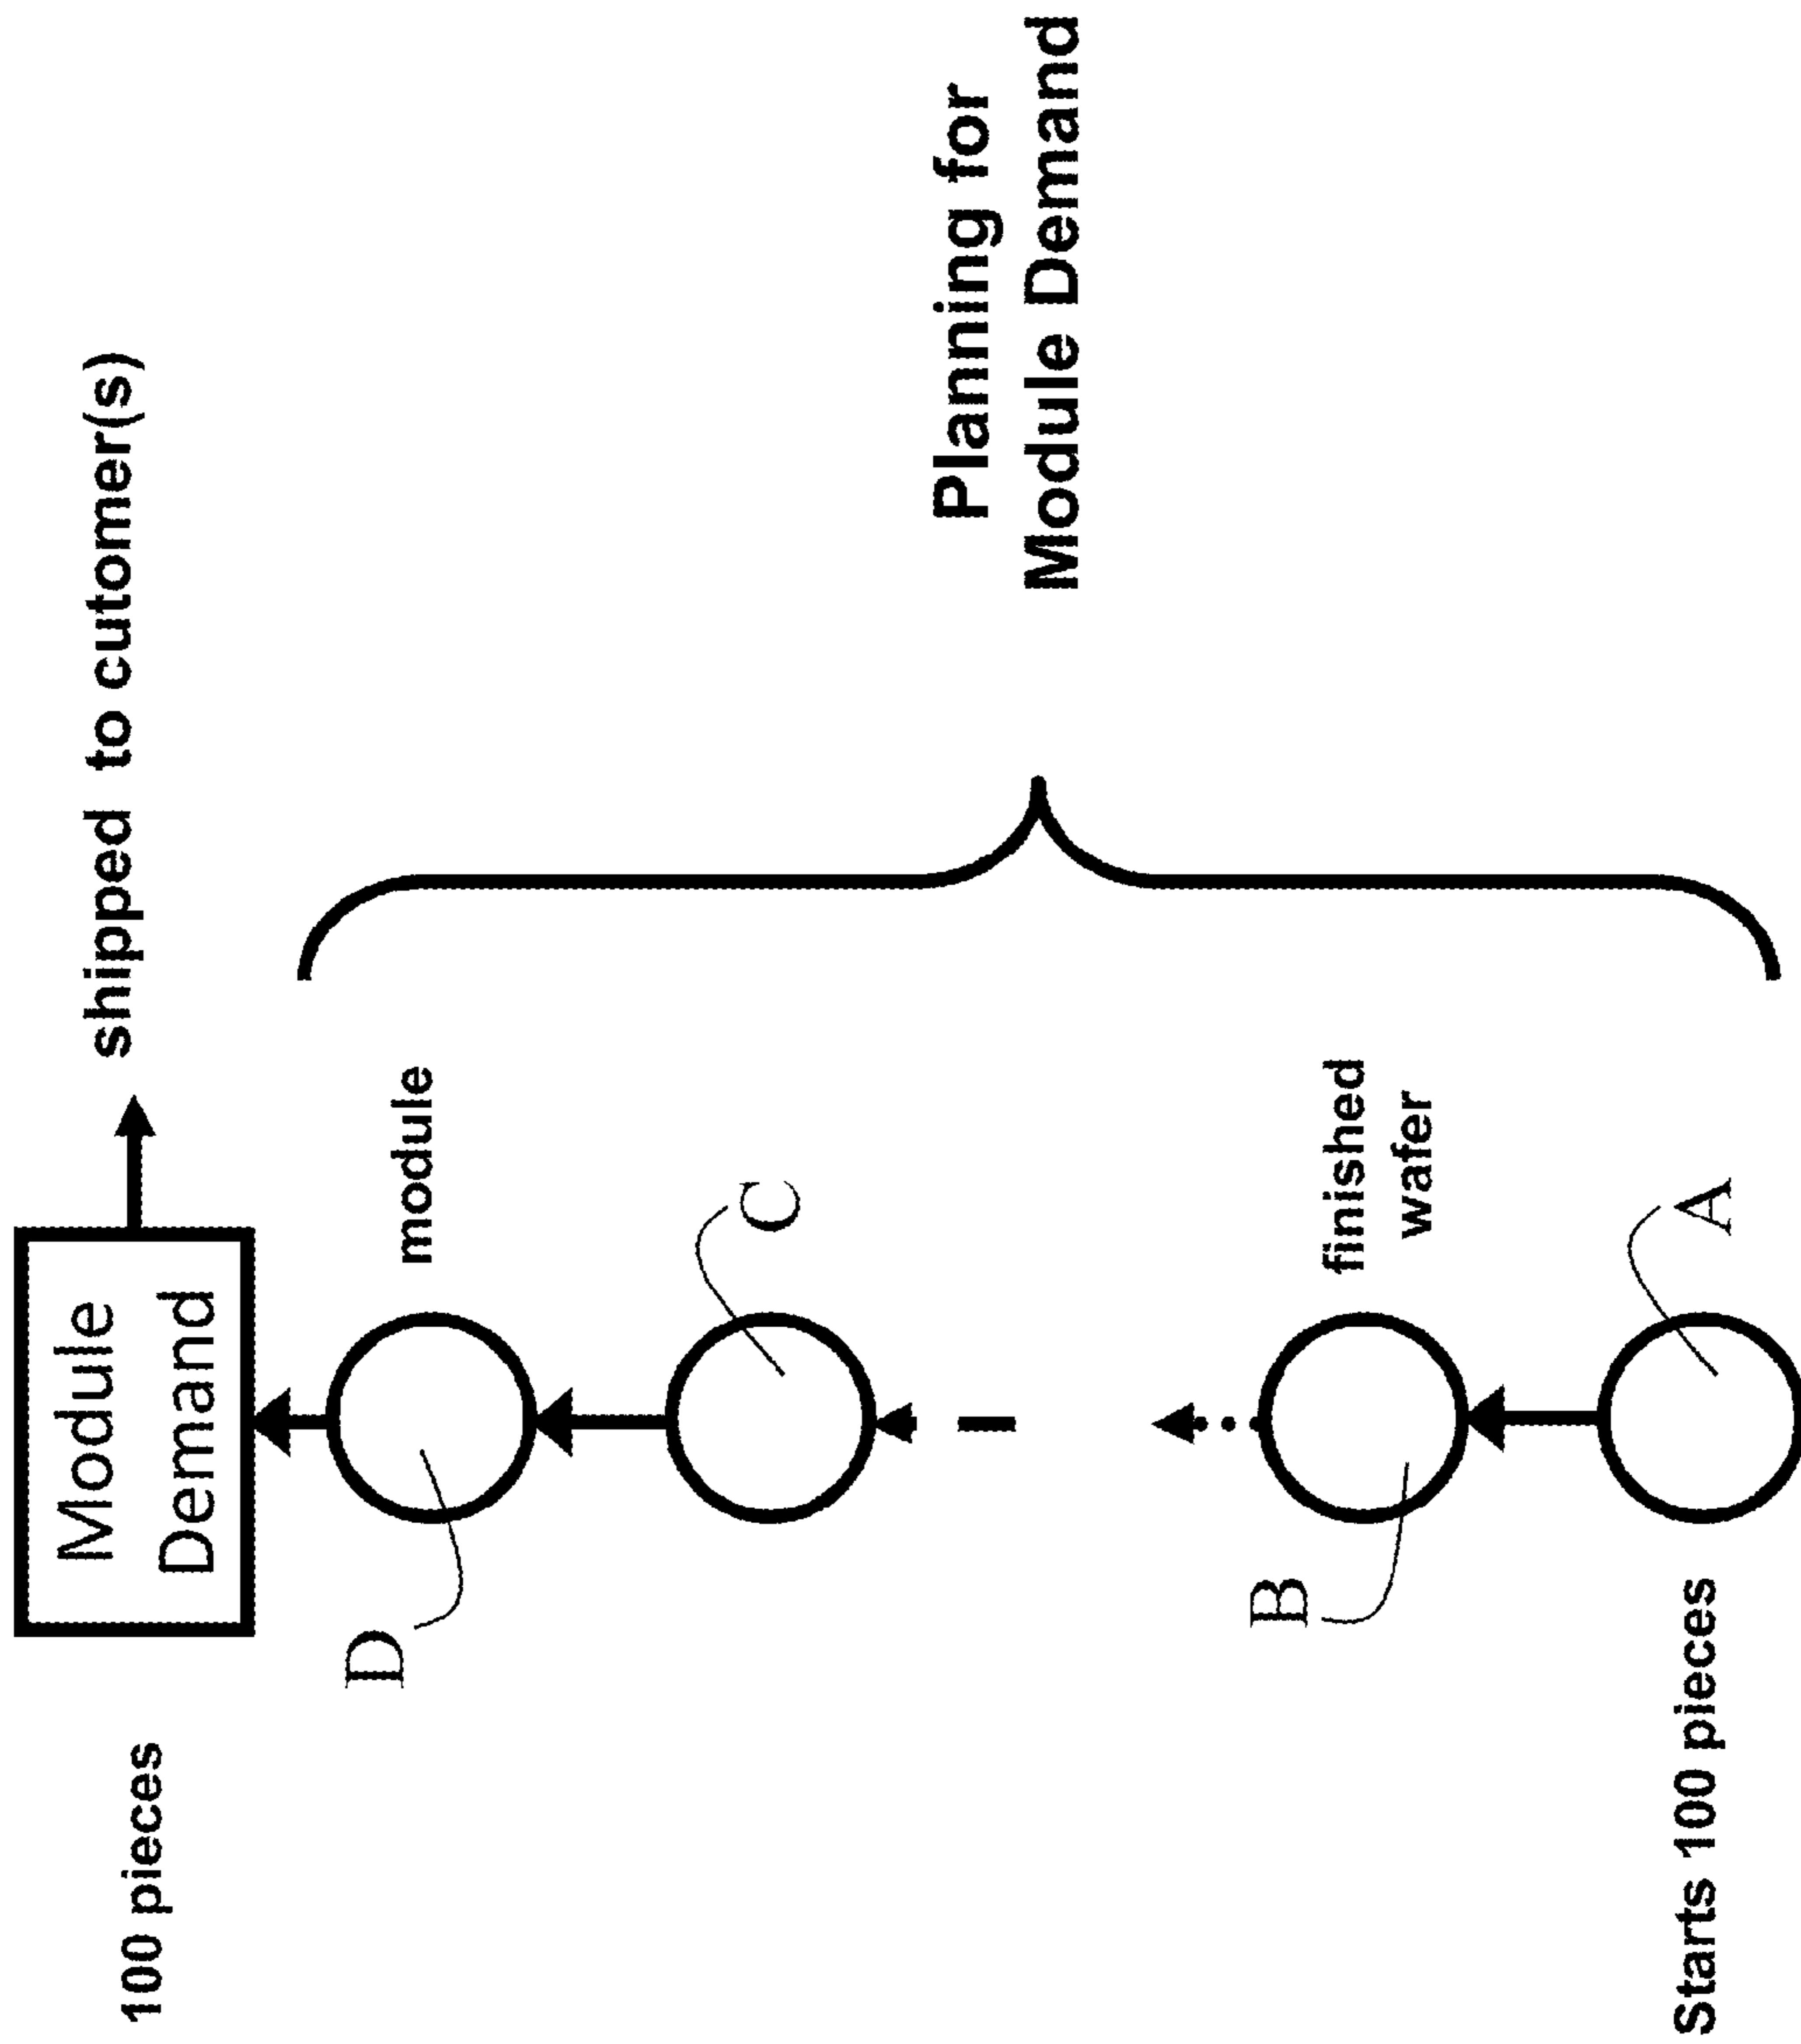 100 pieces
Module
Demand
shipped to cutomer(s)
D
module
C
Planning for
Module Demand
B
finished
wafer
Starts 100 pieces
A